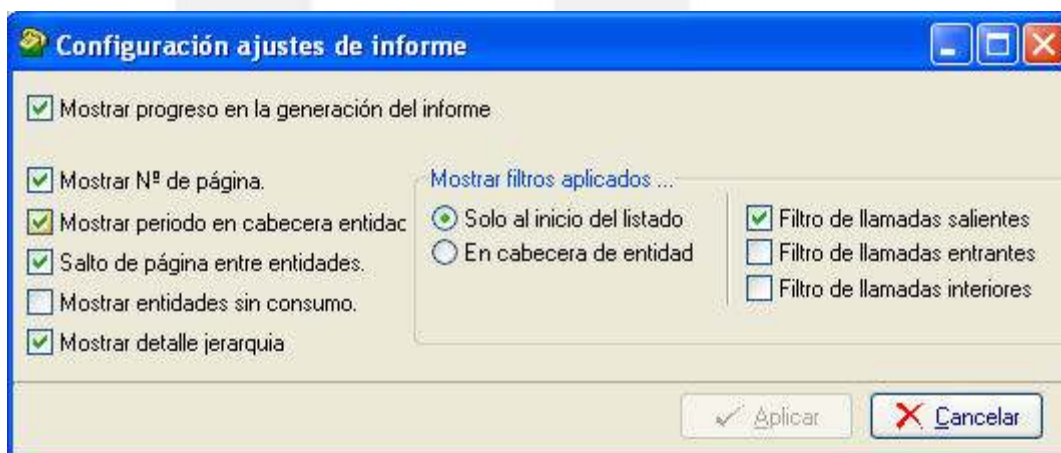 Configuración ajustes de informe
Mostrar progreso en la generación del informe
Mostrar Nº de página.
Mostrar periodo en cabecera entidac
Salto de página entre entidades.
Mostrar entidades sin consumo.
Mostrar detalle jerarquia
Mostrar filtros aplicados ...
Solo al inicio del listado
En cabecera de entidad
Filtro de llamadas salientes
Filtro de llamadas entrantes
Filtro de llamadas interiores
Aplicar
Cancelar